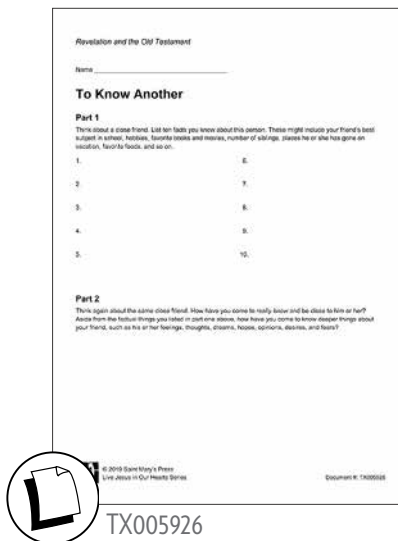 Revelation and the Old Testament
Name
To Know Another
Part 1
Think about a close friend. List ten facts you know about this person. These might include your friend's best
subject in school, hobbies, favorite books and movies, number of siblings, places he or she has gone on
vacation, favorite foods, and so on.
1. 6.
2. 7.
3. 8.
4. 9.
5. 10.
Part 2
Think again about the same close friend. How have you come to really know and be close to him or her?
Aside from the factual things you listed in part one above, how have you come to know deeper things about
your friend, such as his or her feelings, thoughts, dreams, hopes, opinions, desires, and fears?
© 2019 Saint Mary's Press
Live Jesus in Our Hearts Series
Document #: TX005926
TX005926